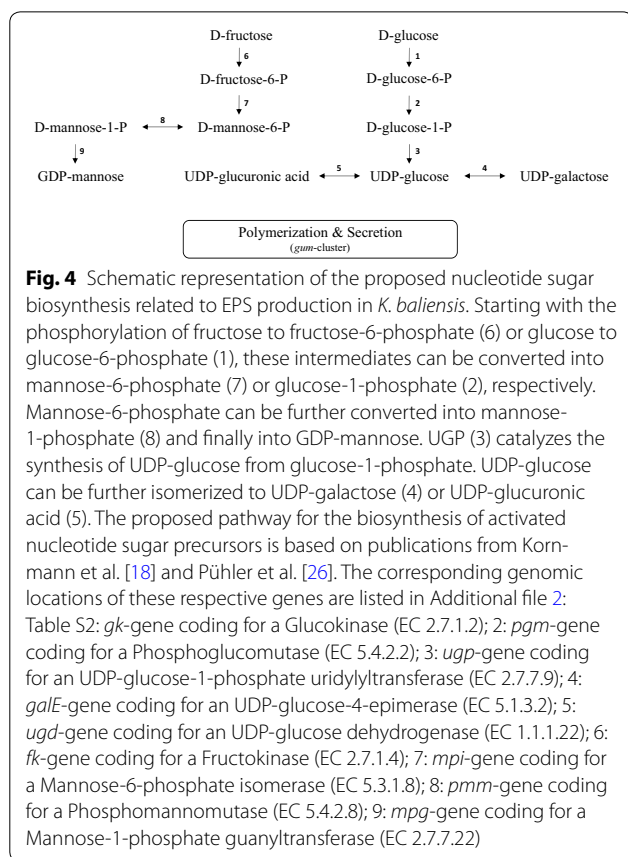 D-fructose D-glucose
6 1
D-fructose-6-P D-glucose-6-P
7 2
D-mannose-1-P 8 D-mannose-6-P D-glucose-1-P
9 3
GDP-mannose UDP-glucuronic acid 5 UDP-glucose 4 UDP-galactose
Polymerization & Secretion
(gum-cluster)
Fig. 4 Schematic representation of the proposed nucleotide sugar
biosynthesis related to EPS production in K. baliensis. Starting with the
phosphorylation of fructose to fructose-6-phosphate (6) or glucose to
glucose-6-phosphate (1), these intermediates can be converted into
mannose-6-phosphate (7) or glucose-1-phosphate (2), respectively.
Mannose-6-phosphate can be further converted into mannose-
1-phosphate (8) and finally into GDP-mannose. UGP (3) catalyzes the
synthesis of UDP-glucose from glucose-1-phosphate. UDP-glucose
can be further isomerized to UDP-galactose (4) or UDP-glucuronic
acid (5). The proposed pathway for the biosynthesis of activated
nucleotide sugar precursors is based on publications from Korn-
mann et al. [18] and Pühler et al. [26]. The corresponding genomic
locations of these respective genes are listed in Additional file 2:
Table S2: gk-gene coding for a Glucokinase (EC 2.7.1.2); 2: pgm-gene
coding for a Phosphoglucomutase (EC 5.4.2.2); 3: ugp-gene coding
for an UDP-glucose-1-phosphate uridylyltransferase (EC 2.7.7.9); 4:
galE-gene coding for an UDP-glucose-4-epimerase (EC 5.1.3.2); 5:
ugd-gene coding for an UDP-glucose dehydrogenase (EC 1.1.1.22); 6:
fk-gene coding for a Fructokinase (EC 2.7.1.4); 7: mpi-gene coding for
a Mannose-6-phosphate isomerase (EC 5.3.1.8); 8: pmm-gene coding
for a Phosphomannomutase (EC 5.4.2.8); 9: mpg-gene coding for a
Mannose-1-phosphate guanyltransferase (EC 2.7.7.22)